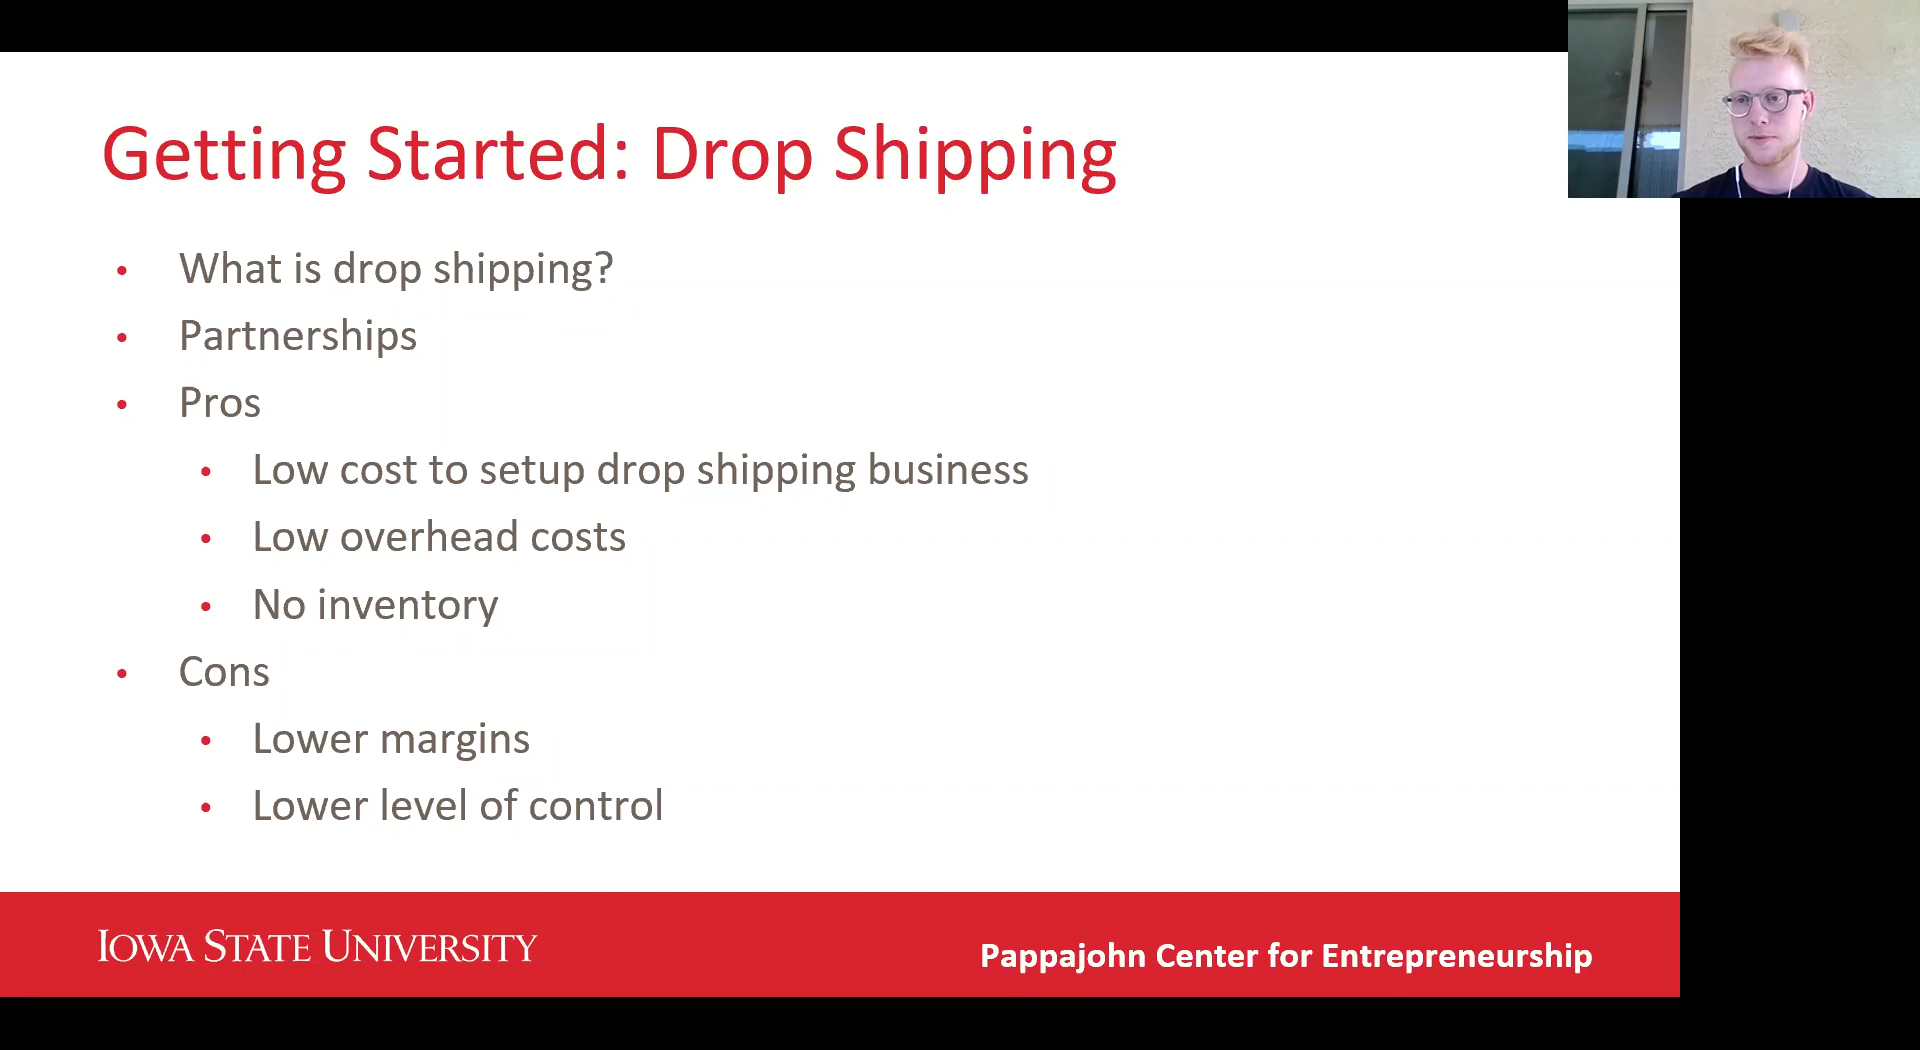 Getting Started: Drop Shipping
• What is drop shipping?
• Partnerships
• Pros
• Low cost to setup drop shipping business
• Low overhead costs
• No inventory
• Cons
• Lower margins
• Lower level of control
IOWA STATE UNIVERSITY
Pappajohn Center for Entrepreneurship